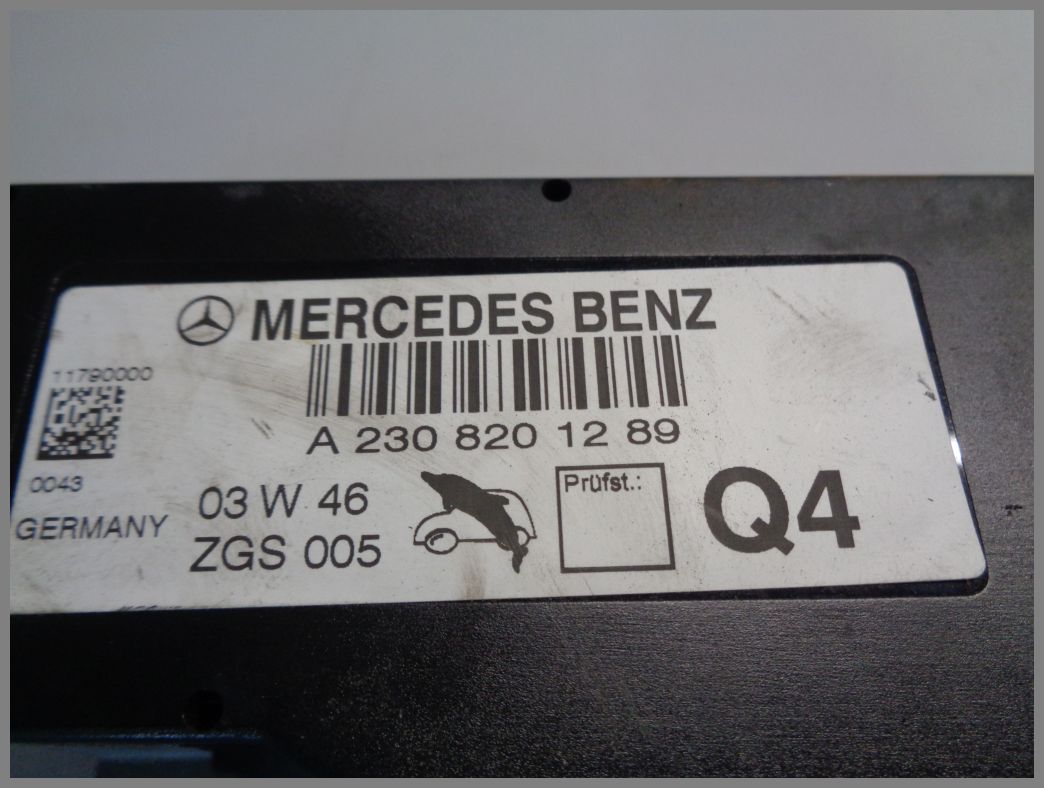 MERCEDES BENZ
11790000
A 230 820 12 89
0043
03 W 46
Prüfst.:
Q4
GERMANY
ZGS 005